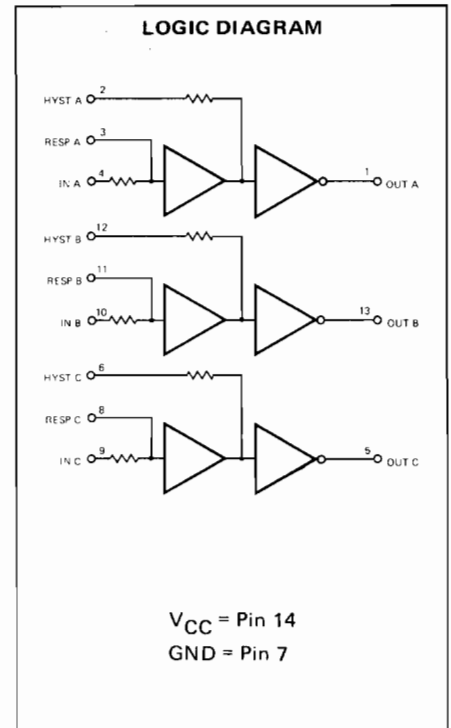 LOGIC DIAGRAM
HYST A 2
RESP A 3
IN A 4
1 OUT A
HYST B 12
RESP B 11
IN B 10
13 OUT B
HYST C 6
RESP C 8
IN C 9
5 OUT C
VCC = Pin 14
GND = Pin 7